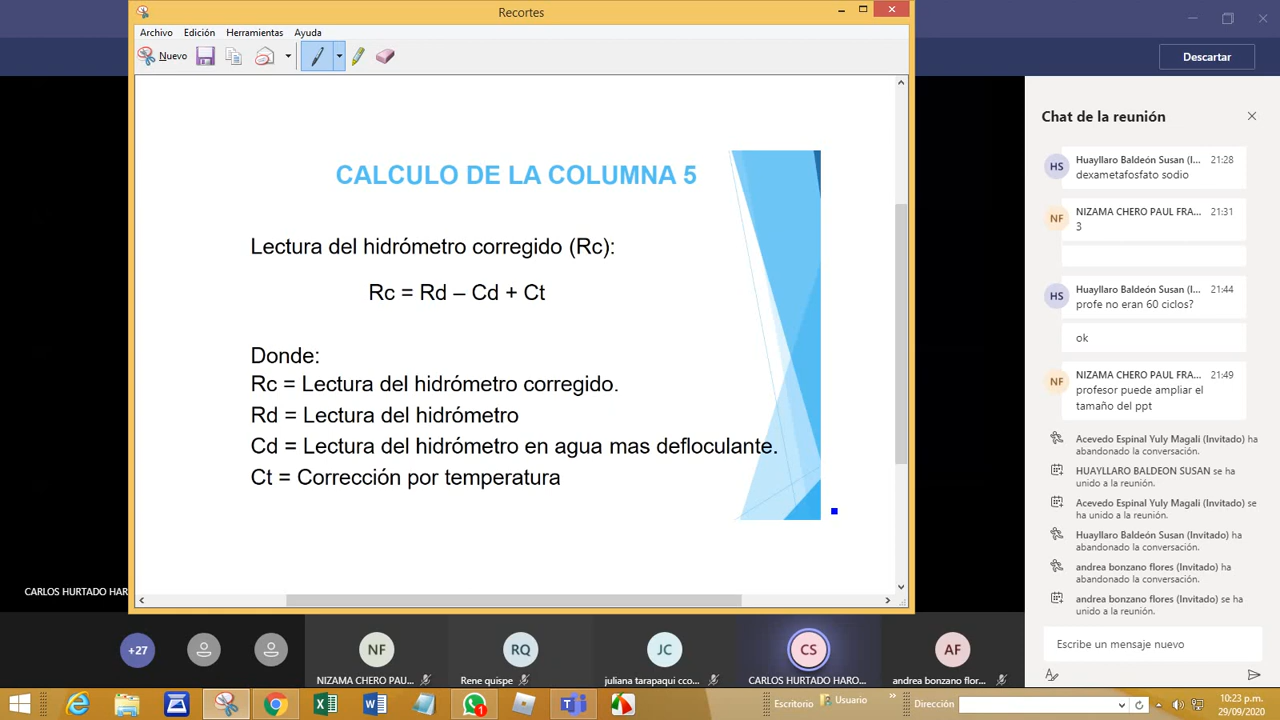 Recortes
Archivo Edición Herramientas Ayuda
Nuevo
Descartar
CALCULO DE LA COLUMNA 5
Lectura del hidrómetro corregido (Rc):
Rc = Rd – Cd + Ct
Donde:
Rc = Lectura del hidrómetro corregido.
Rd = Lectura del hidrómetro
Cd = Lectura del hidrómetro en agua mas defloculante.
Ct = Corrección por temperatura
Chat de la reunión
HS
Huayllaro Baldeón Susan (I... 21:28
dexametafosfato sodio
NF
NIZAMA CHERO PAUL FRA... 21:31
3
HS
Huayllaro Baldeón Susan (I... 21:44
profe no eran 60 ciclos?
ok
NF
NIZAMA CHERO PAUL FRA... 21:49
profesor puede ampliar el
tamaño del ppt
Acevedo Espinal Yuly Magali (Invitado) ha
abandonado la conversación.
HUAYLLARO BALDEON SUSAN se ha
unido a la reunión.
Acevedo Espinal Yuly Magali (Invitado) se
ha unido a la reunión.
Huayllaro Baldeón Susan (Invitado) ha
abandonado la conversación.
andrea bonzano flores (Invitado) ha
abandonado la conversación.
andrea bonzano flores (Invitado) se ha
unido a la reunión.
Escribe un mensaje nuevo
CARLOS HURTADO HAR
+27
NF
RQ
JC
CS
AF
NIZAMA CHERO PAU...
Rene quispe
juliana tarapaqui cco...
CARLOS HURTADO HARO...
andrea bonzano flor...
Escritorio
Usuario
Dirección
10:23 p.m.
29/09/2020